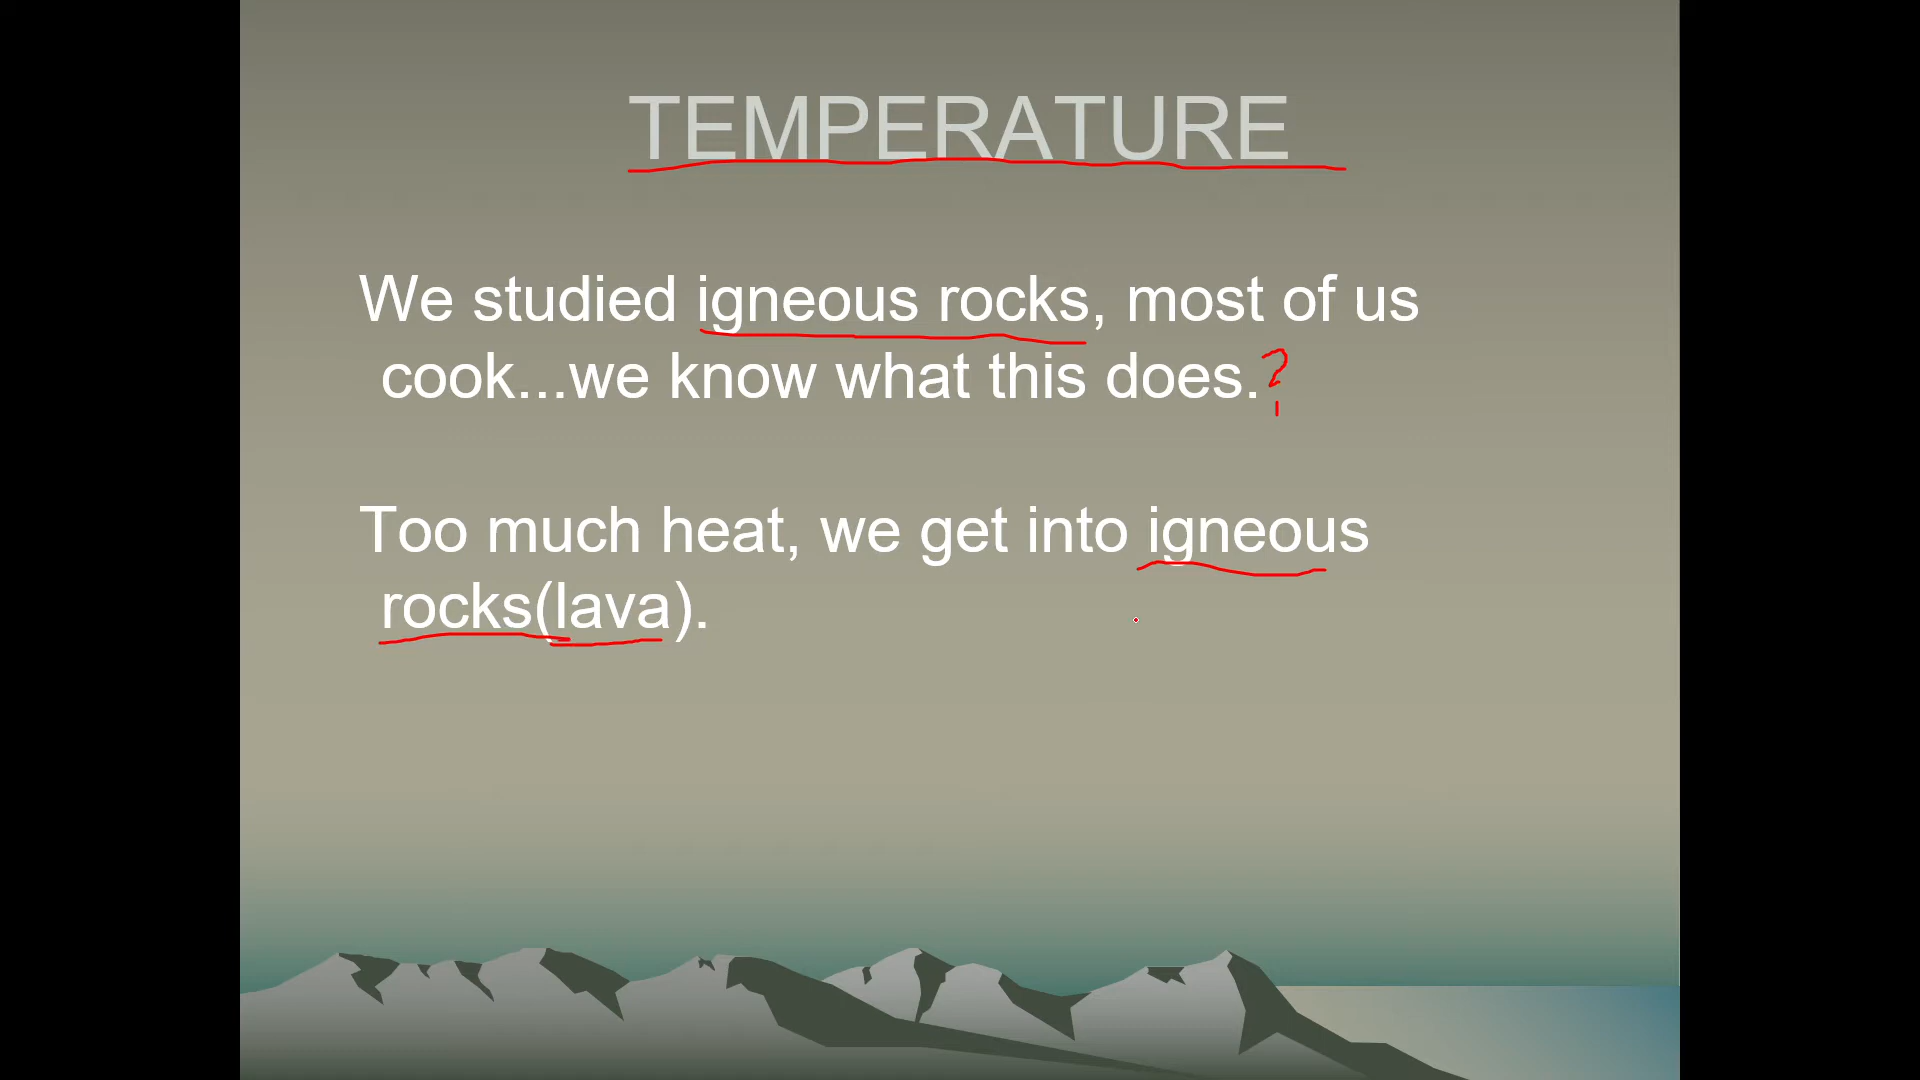 TEMPERATURE
We studied igneous rocks, most of us
cook...we know what this does.?
Too much heat, we get into igneous
rocks(lava).